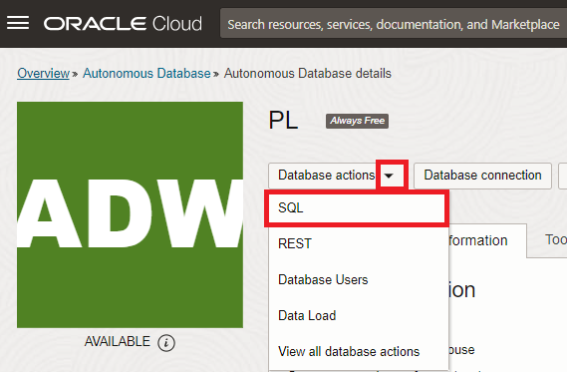 ORACLE Cloud
Search resources, services, documentation, and Marketplace
Overview » Autonomous Database » Autonomous Database details
ADW
AVAILABLE
PL
Always Free
Database actions
Database connection
SQL
REST
Database Users
Data Load
View all database actions
formation
Too
ion
ouse